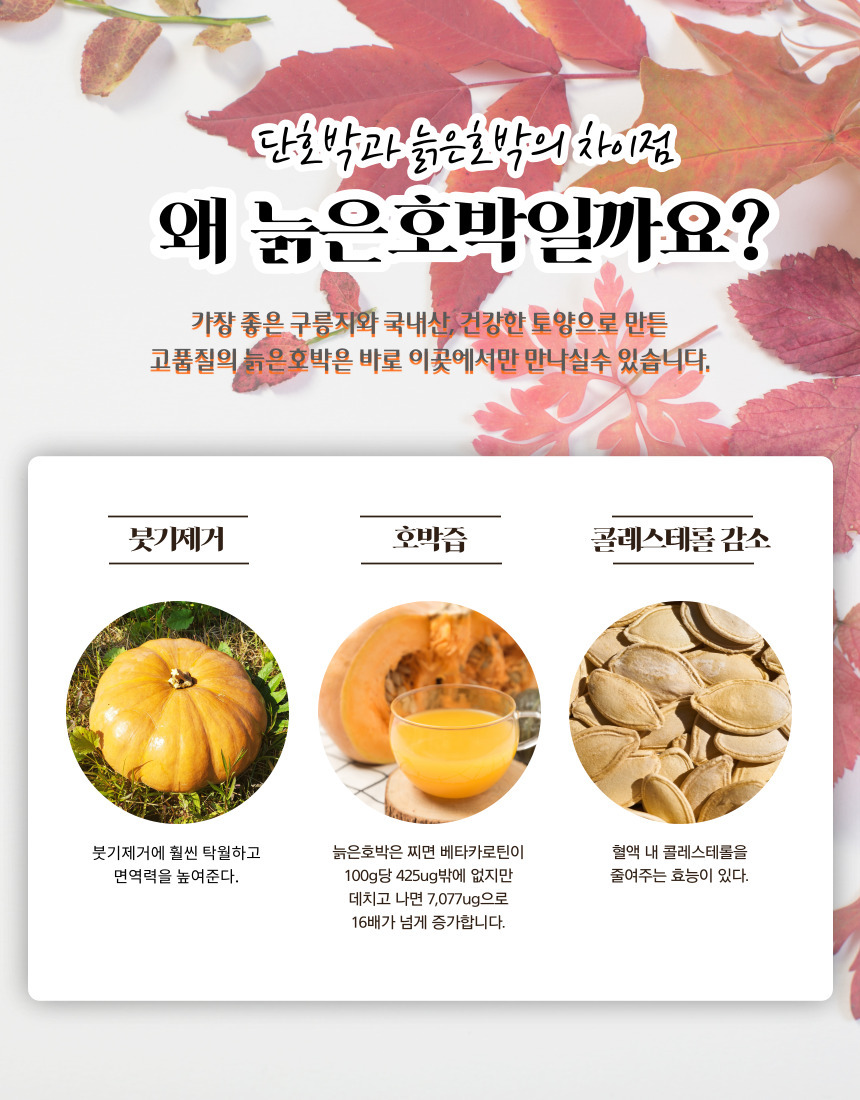 단호박과 늙은호박의 차이점
왜 늙은호박일까요?
가장 좋은 구릉지와 국내산, 건강한 토양으로 만든
고품질의 늙은호박은 바로 이곳에서만 만나실수 있습니다.
붓기제거
호박즙
콜레스테롤 감소
붓기제거에 훨씬 탁월하고
면역력을 높여준다.
늙은호박은 찌면 베타카로틴이
100g당 425ug밖에 없지만
데치고 나면 7,077ug으로
16배가 넘게 증가합니다.
혈액 내 콜레스테롤을
줄여주는 효능이 있다.